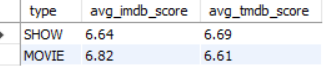 type avg_imdb_score avg_tmdb_score
SHOW 6.64 6.69
MOVIE 6.82 6.61